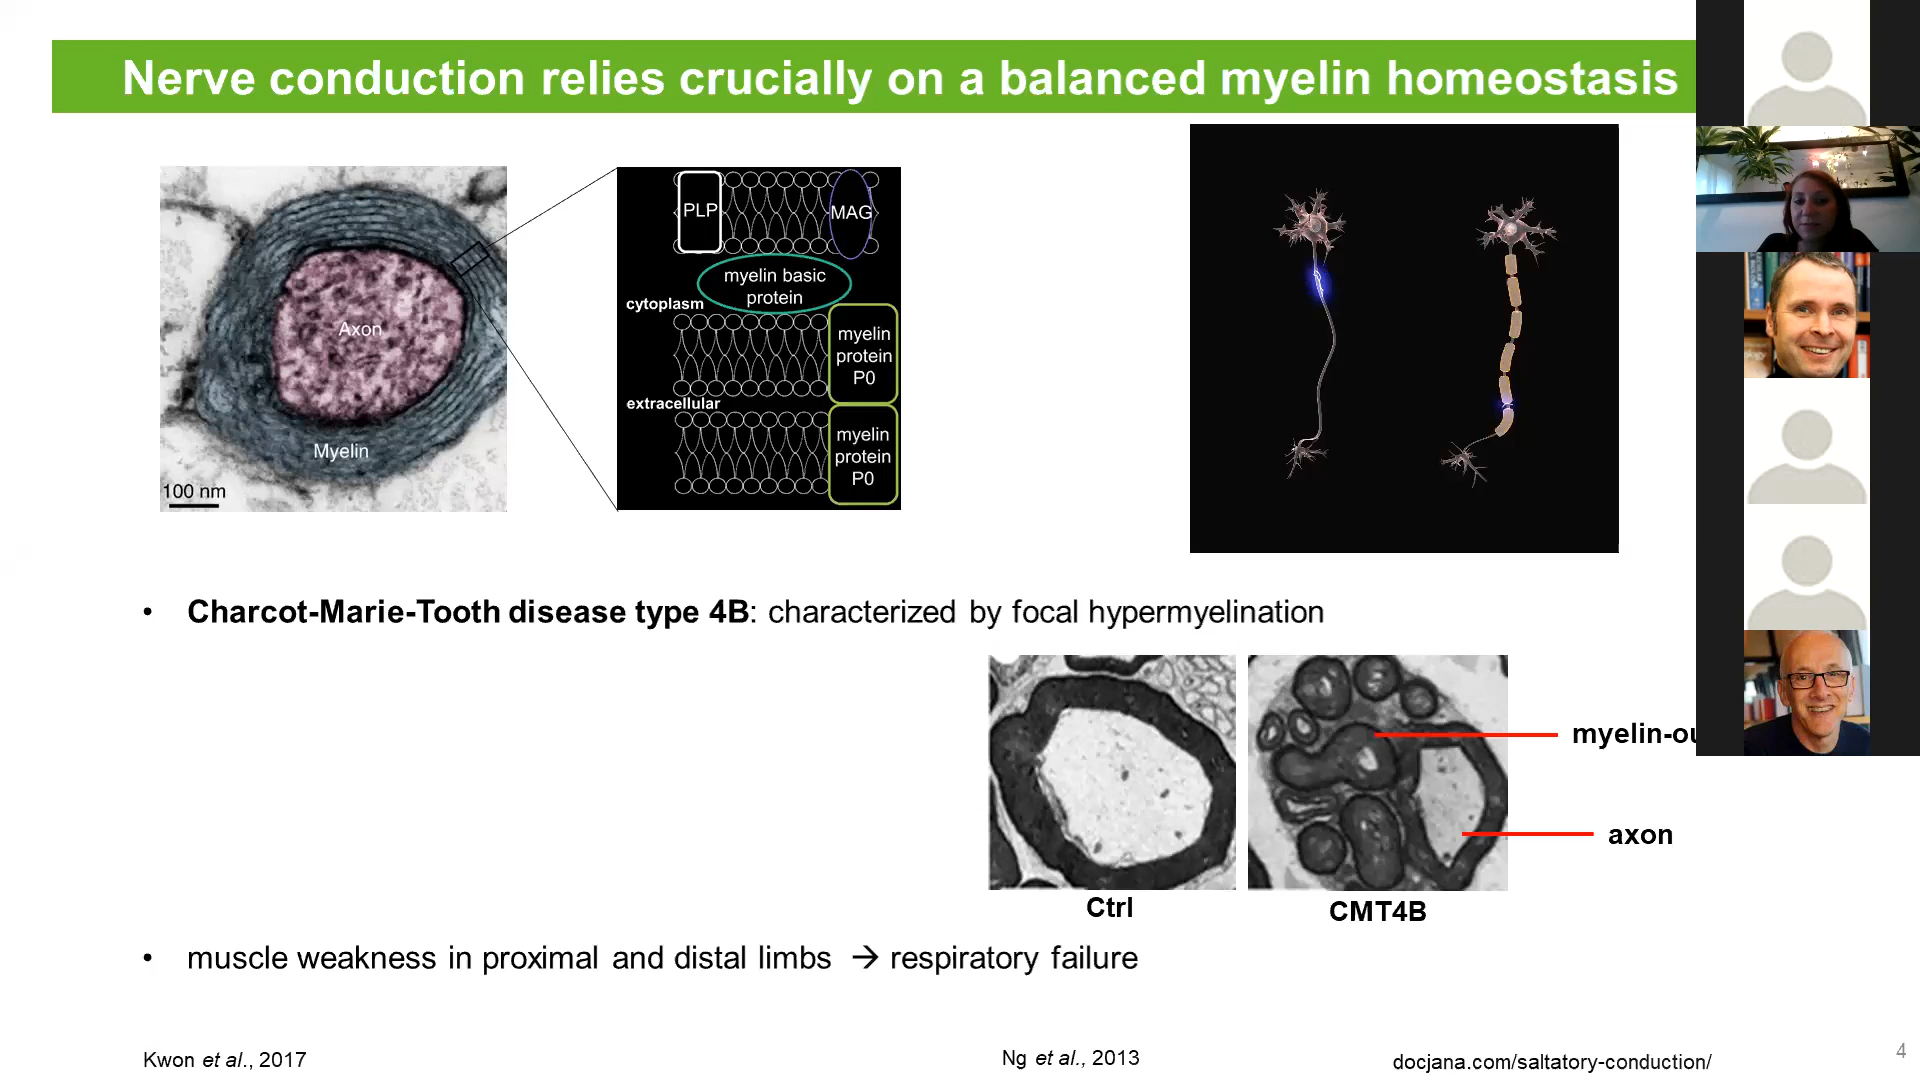 Nerve conduction relies crucially on a balanced myelin homeostasis
Axon
Myelin
100 nm
PLP
MAG
myelin basic
protein
cytoplasm
myelin
protein
P0
extracellular
myelin
protein
P0
• Charcot-Marie-Tooth disease type 4B: characterized by focal hypermyelination
myelin-ou
axon
Ctrl
CMT4B
• muscle weakness in proximal and distal limbs → respiratory failure
Kwon et al., 2017
Ng et al., 2013
docjana.com/saltatory-conduction/
4